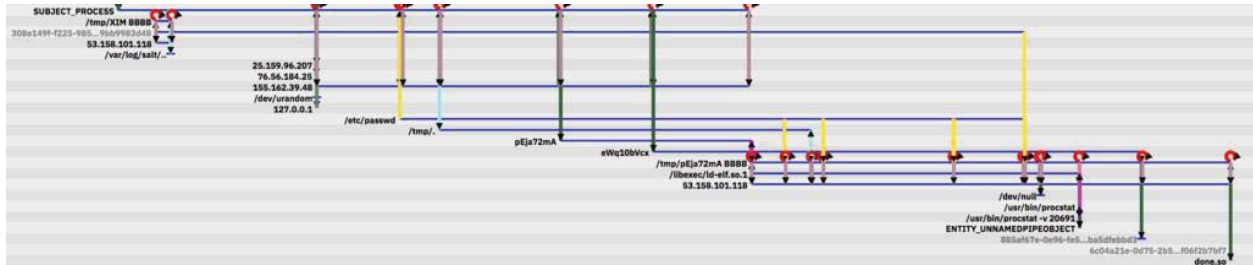 SUBJECT_PROCESS
/tmp/XIM BBBB
308e149f-f225-985...9bb9983d48
53.158.101.118
/var/log/salt/..
25.159.96.207
76.56.184.25
155.162.39.48
/dev/urandom
127.0.0.1
/etc/passwd
/tmp/.
pEja72mA
eWq10bVcx
/tmp/pEja72mA BBBB
/libexec/ld-elf.so.1
53.158.101.118
/dev/null
/usr/bin/procstat
/usr/bin/procstat -v 20691
ENTITY_UNNAMEDPIPEOBJECT
885af67e-0e96-fe5...ba5dfebbd3
6c04a21e-0d75-2b5...f06f2b7bf7
done.so